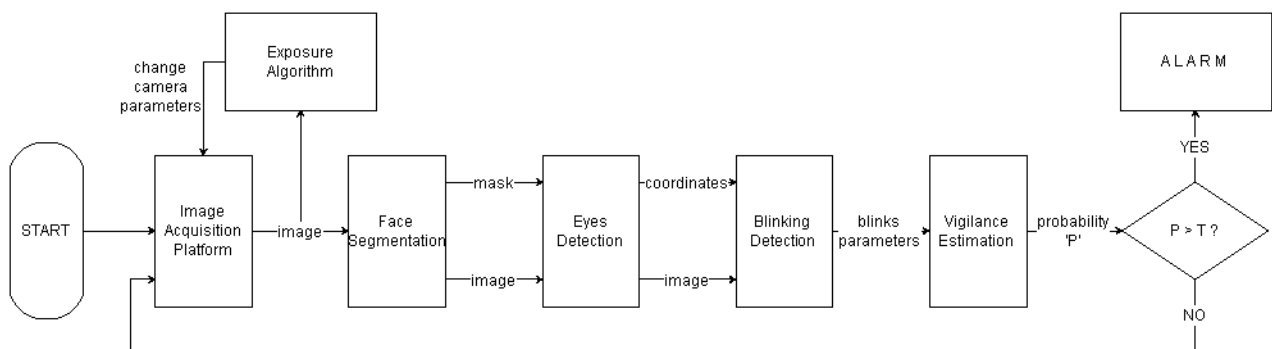 Exposure
Algorithm
A L A R M
change
camera
parameters
YES
START
Image
Acquisition
Platform
image
Face
Segmentation
mask
image
Eyes
Detection
coordinates
image
Blinking
Detection
blinks
parameters
Vigilance
Estimation
probability
'P'
P > T ?
NO